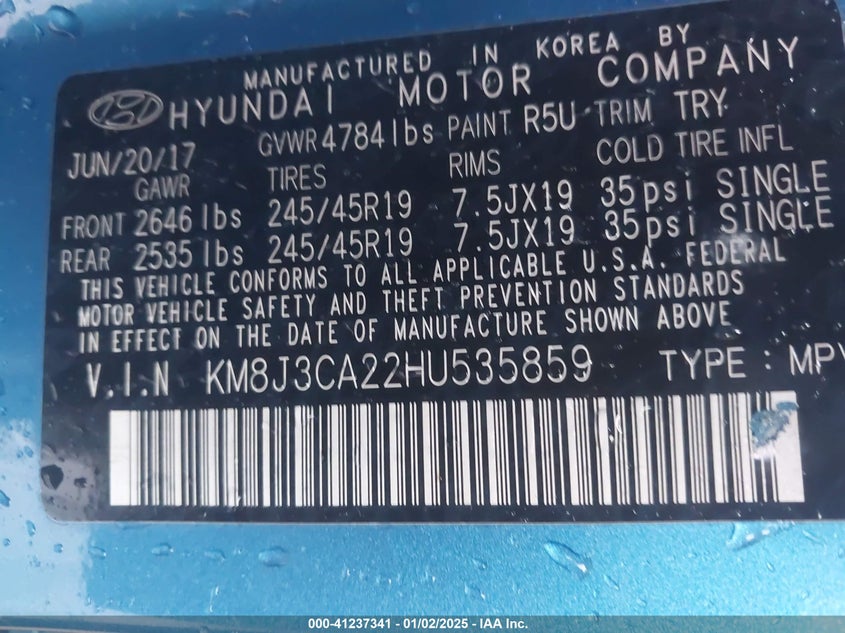 MANUFACTURED IN KOREA BY
HYUNDAI MOTOR COMPANY
JUN/20/17 GVWR 4784 lbs PAINT R5U TRIM TRY
GAWR TIRES RIMS COLD TIRE INFL
FRONT 2646 lbs 245/45R19 7.5JX19 35psi SINGLE
REAR 2535 lbs 245/45R19 7.5JX19 35psi SINGLE
THIS VEHICLE CONFORMS TO ALL APPLICABLE U.S.A. FEDERAL
MOTOR VEHICLE SAFETY AND THEFT PREVENTION STANDARDS
IN EFFECT ON THE DATE OF MANUFACTURE SHOWN ABOVE
V.I.N KM8J3CA22HU535859 TYPE : MPV
000-41237341 - 01/02/2025 - IAA Inc.